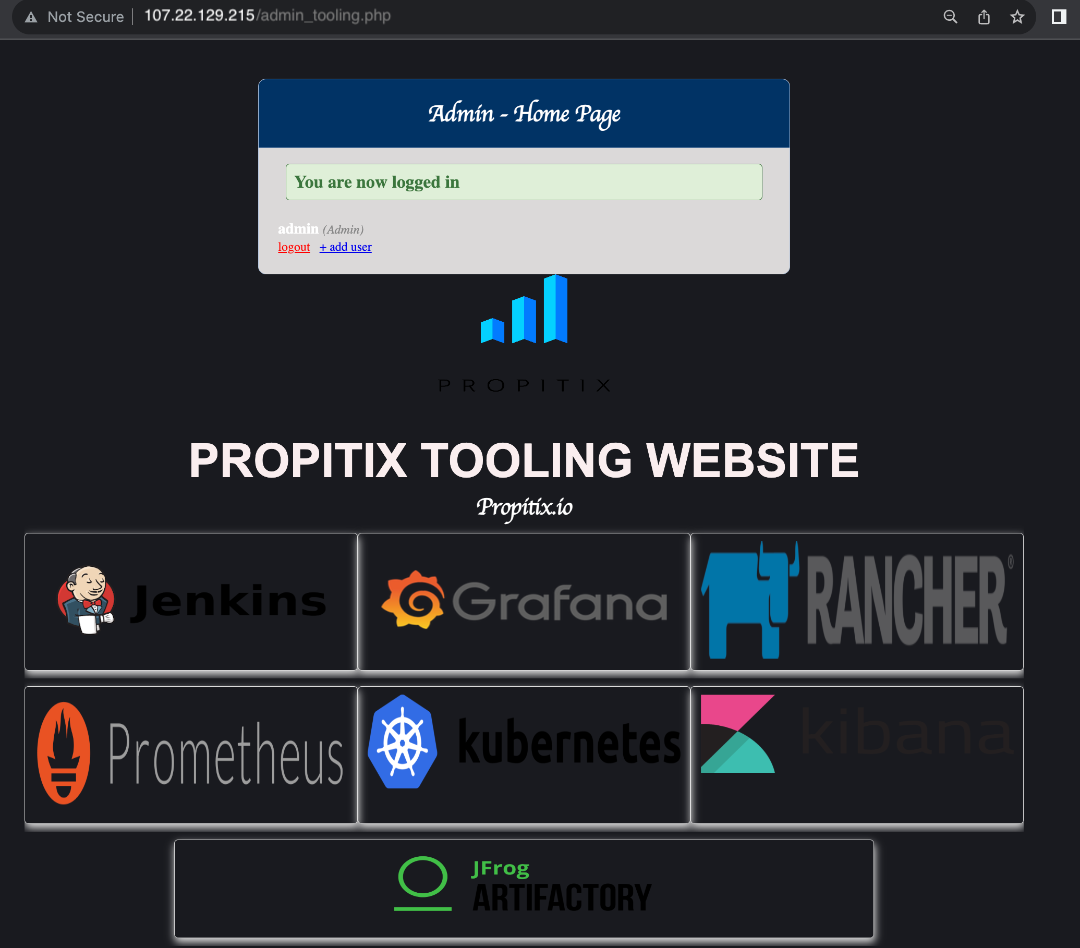 Not Secure 107.22.129.215/admin_tooling.php
Admin - Home Page
You are now logged in
admin (Admin)
logout + add user
PROPITIX
PROPITIX TOOLING WEBSITE
Propitix.io
Jenkins
Grafana
RANCHER®
Prometheus
kubernetes
kibana
JFrog
ARTIFACTORY